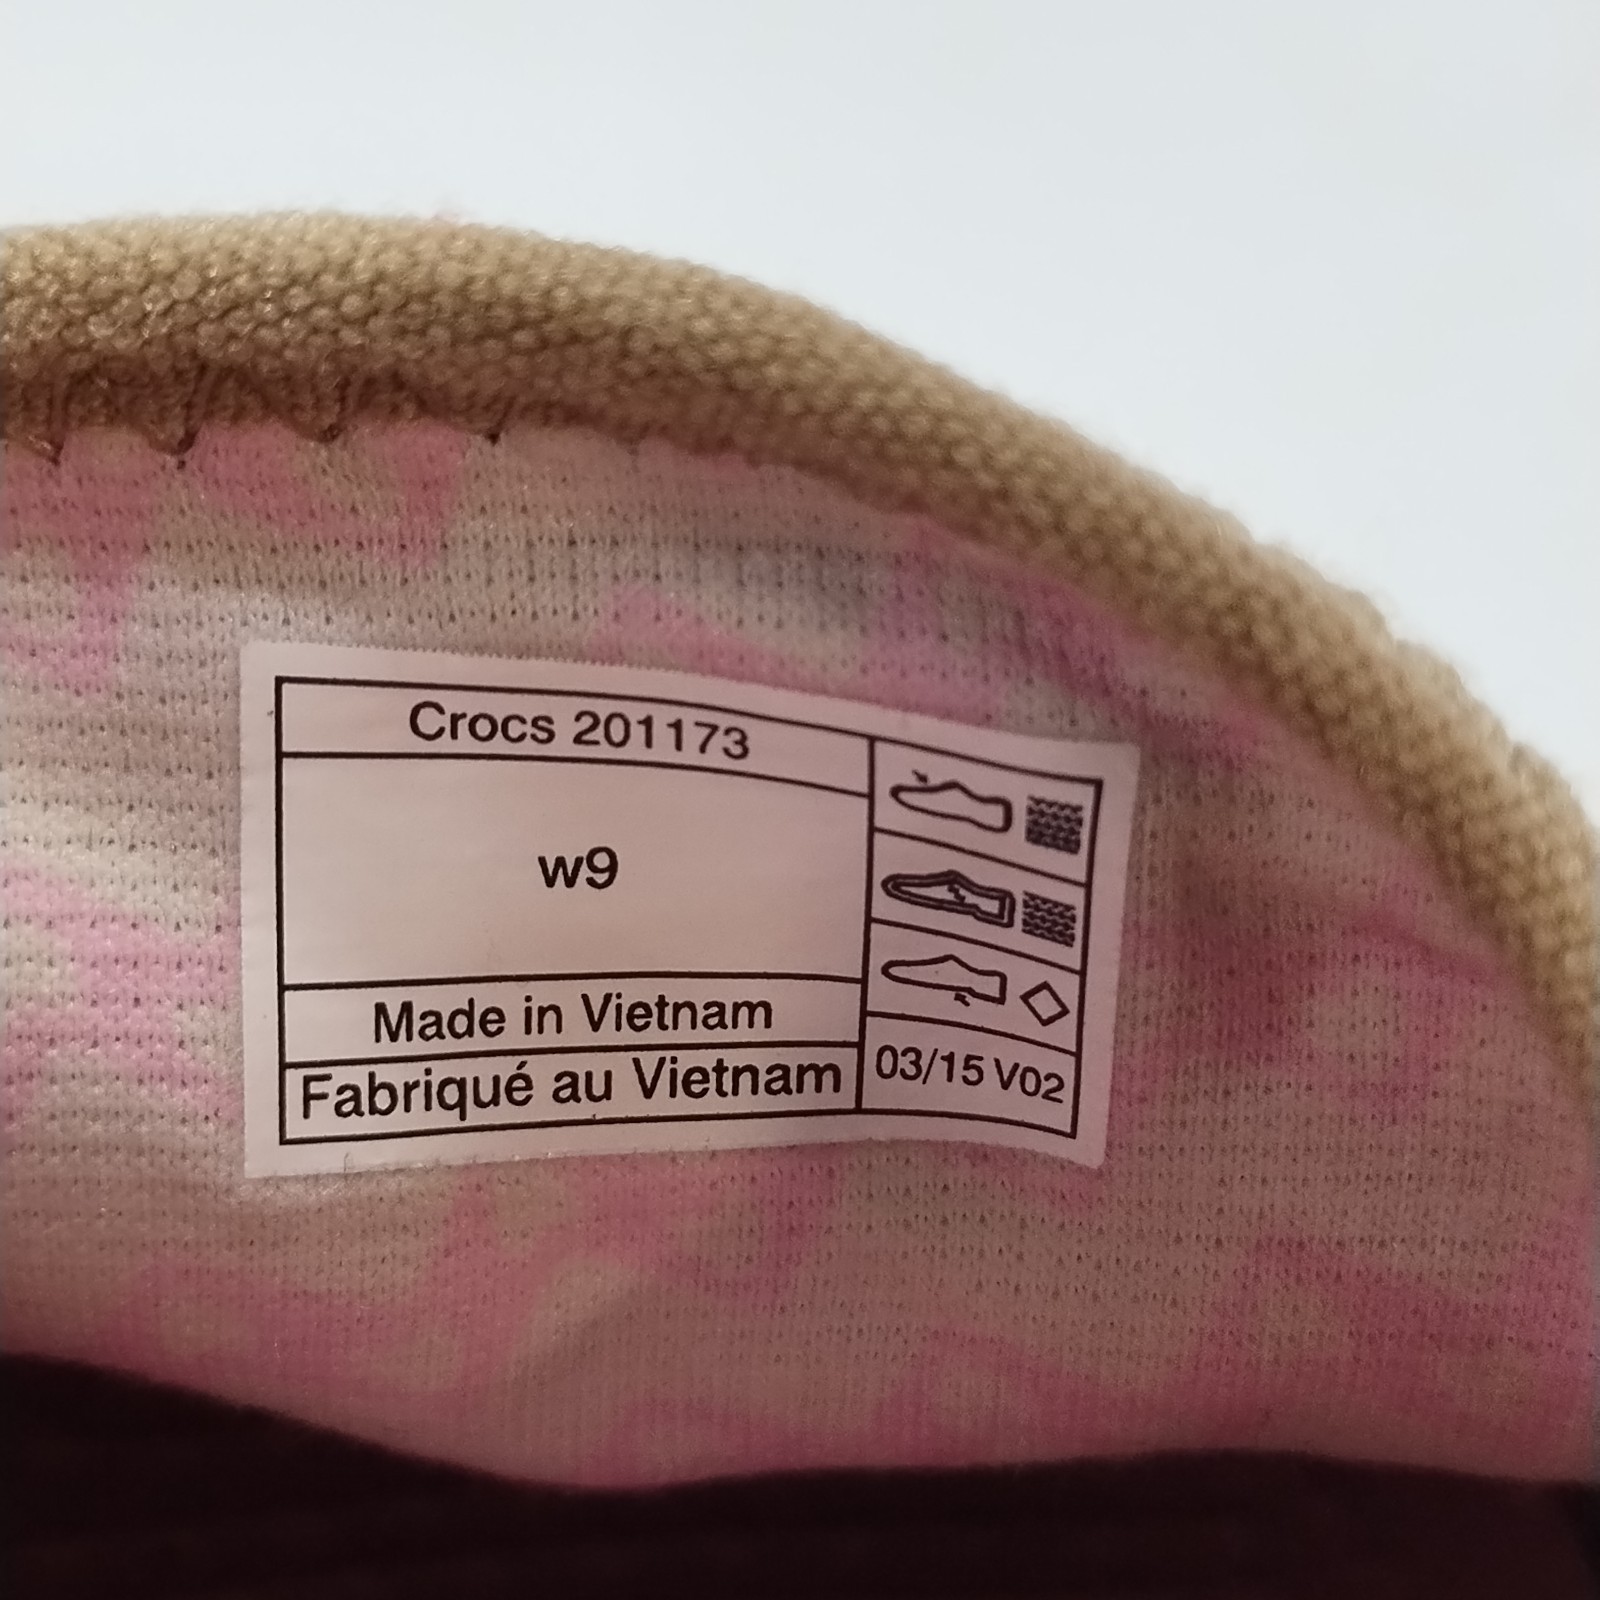 Crocs 201173
w9
Made in Vietnam
Fabriqué au Vietnam
03/15 V02